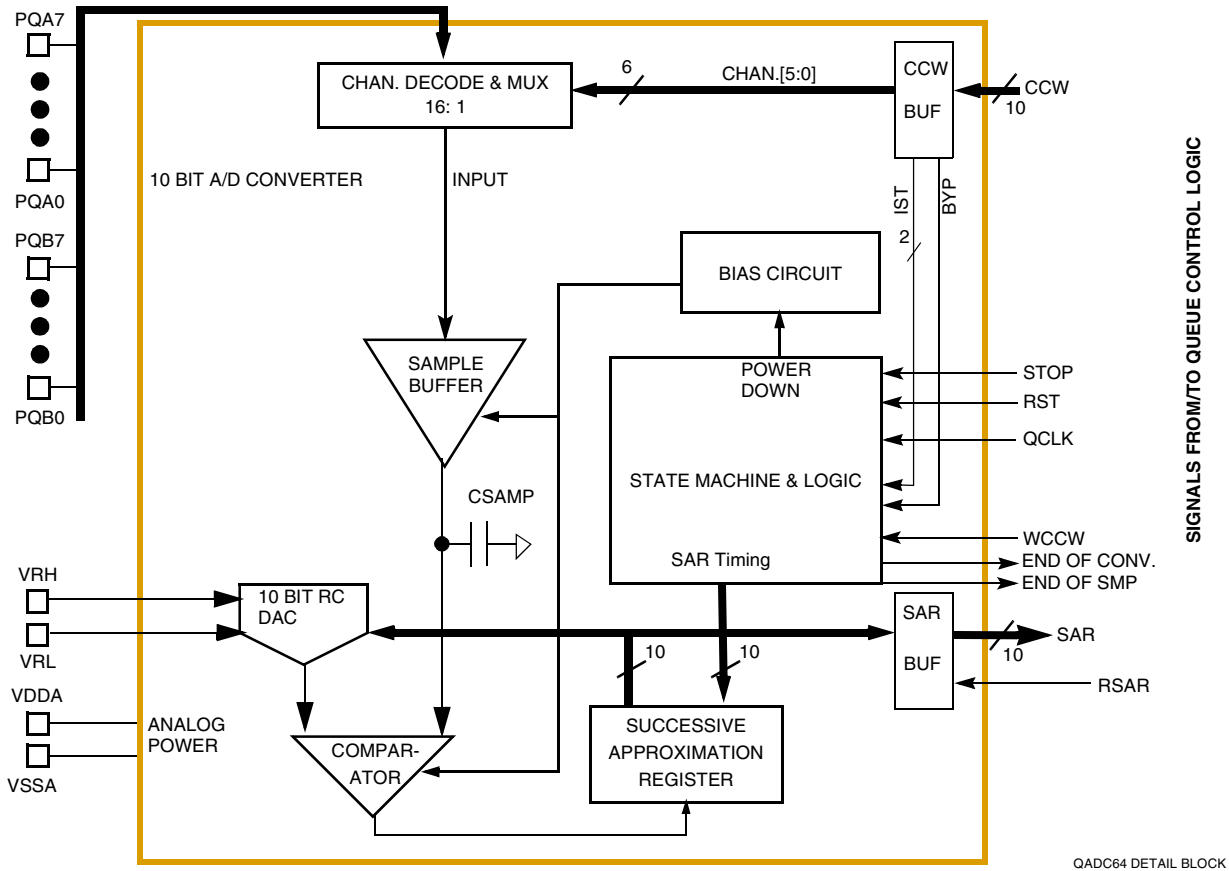 PQA7
PQA0
PQB7
PQB0
VRH
VRL
VDDA
VSSA
CHAN. DECODE & MUX
16: 1
6
CHAN.[5:0]
CCW
BUF
CCW
10
10 BIT A/D CONVERTER
INPUT
IST
BYP
2
BIAS CIRCUIT
SAMPLE
BUFFER
POWER
DOWN
STOP
RST
QCLK
STATE MACHINE & LOGIC
CSAMP
WCCW
SAR Timing
END OF CONV.
END OF SMP
10 BIT RC
DAC
SAR
BUF
SAR
10
10
10
RSAR
ANALOG
POWER
COMPAR-
ATOR
SUCCESSIVE
APPROXIMATION
REGISTER
SIGNALS FROM/TO QUEUE CONTROL LOGIC
QADC64 DETAIL BLOCK